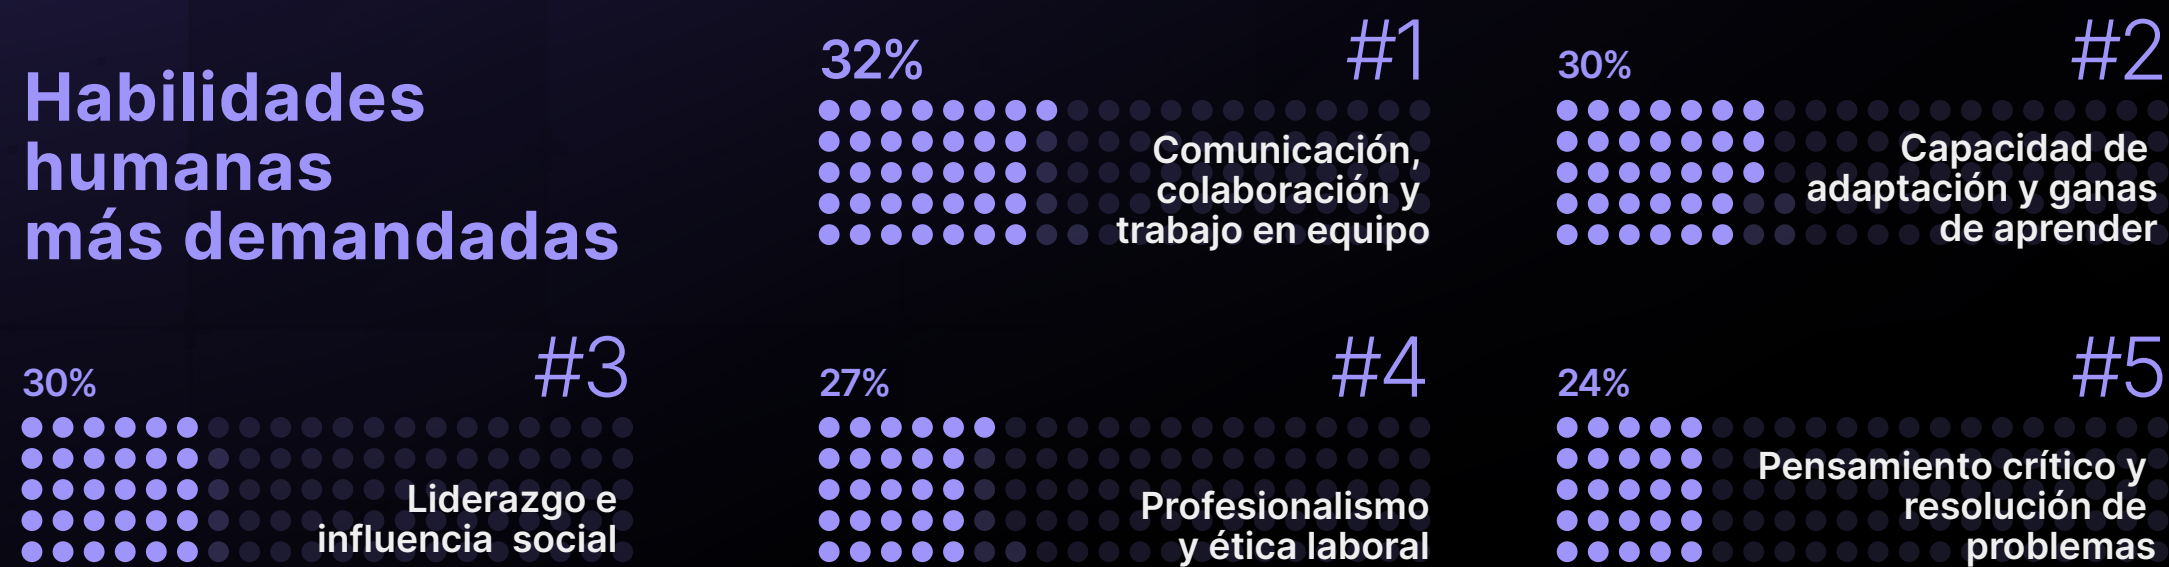 Habilidades
humanas
más demandadas
32%
#1
Comunicación,
colaboración y
trabajo en equipo
30%
#2
Capacidad de
adaptación y ganas
de aprender
30%
#3
Liderazgo e
influencia social
27%
#4
Profesionalismo
y ética laboral
24%
#5
Pensamiento crítico y
resolución de
problemas